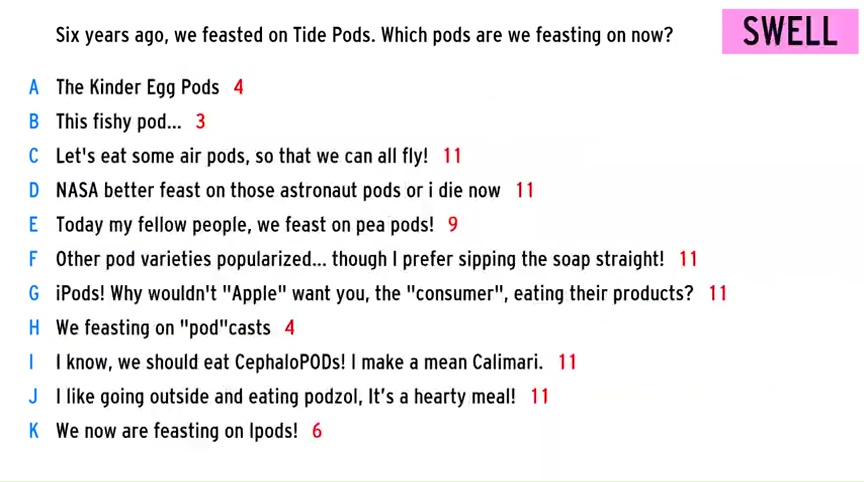 Six years ago, we feasted on Tide Pods. Which pods are we feasting on now?
SWELL
A The Kinder Egg Pods 4
B This fishy pod... 3
C Let's eat some air pods, so that we can all fly! 11
D NASA better feast on those astronaut pods or i die now 11
E Today my fellow people, we feast on pea pods! 9
F Other pod varieties popularized... though I prefer sipping the soap straight! 11
G iPods! Why wouldn't "Apple" want you, the "consumer", eating their products? 11
H We feasting on "pod"casts 4
I I know, we should eat CephaloPODs! I make a mean Calimari. 11
J I like going outside and eating podzol, It's a hearty meal! 11
K We now are feasting on Ipods! 6